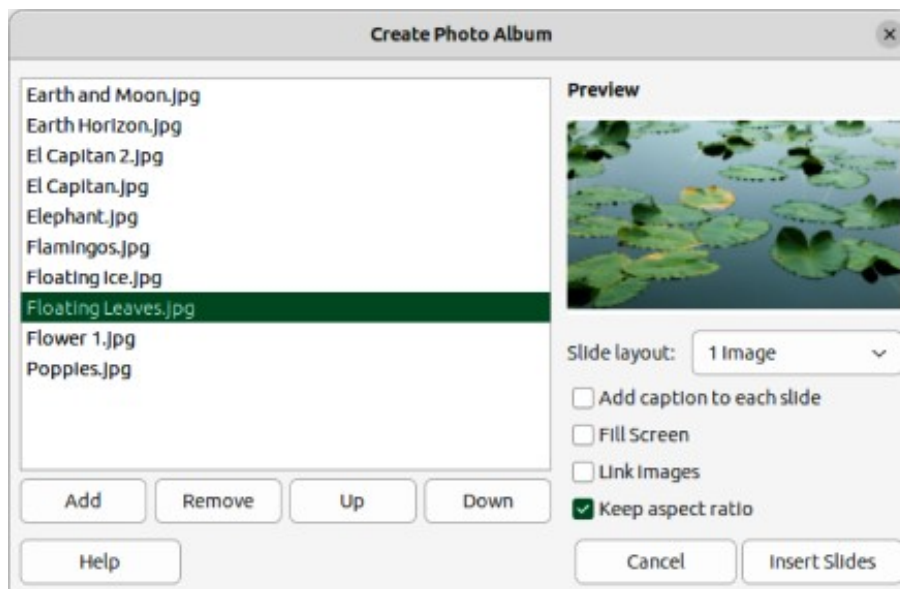 Create Photo Album
Earth and Moon.jpg
Earth Horizon.jpg
El Capitan 2.jpg
El Capitan.jpg
Elephant.jpg
Flamingos.jpg
Floating Ice.jpg
Floating Leaves.jpg
Flower 1.jpg
Poppies.jpg
Add
Remove
Up
Down
Help
Preview
Slide layout: 1 Image
Add caption to each slide
Fill Screen
Link Images
Keep aspect ratio
Cancel
Insert Slides